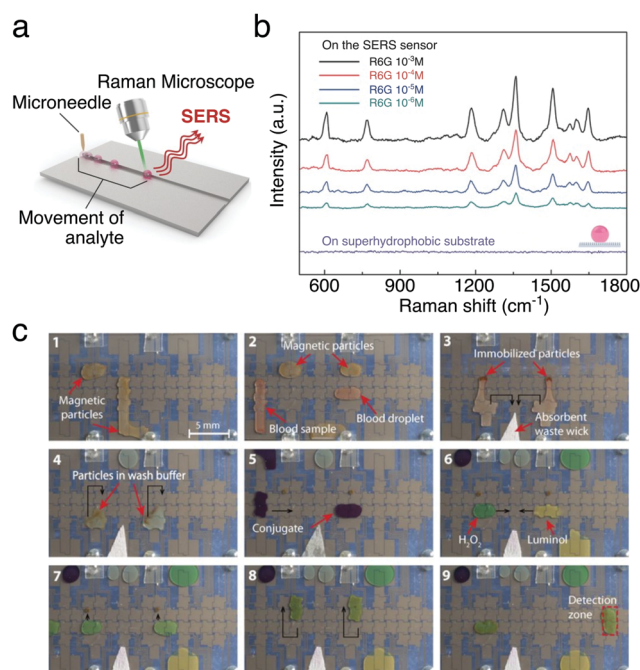 a
Microneedle
Raman Microscope
SERS
Movement of
analyte
b
On the SERS sensor
R6G 10⁻³M
R6G 10⁻⁴M
R6G 10⁻⁵M
R6G 10⁻⁶M
On superhydrophobic substrate
Intensity (a.u.)
600 900 1200 1500 1800
Raman shift (cm⁻¹)
c
1
Magnetic
particles
5 mm
2
Magnetic particles
Blood sample
Blood droplet
3
Immobilized particles
Absorbent
waste wick
4
Particles in wash buffer
5
Conjugate
6
H₂O₂
Luminol
7
8
9
Detection
zone